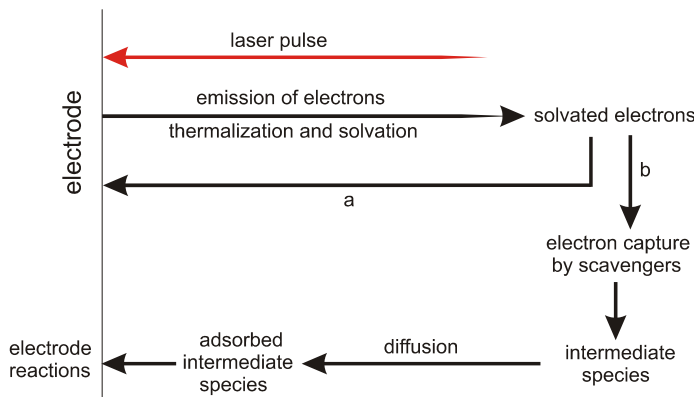 laser pulse
emission of electrons
thermalization and solvation
solvated electrons
electrode
a
b
electron capture
by scavengers
intermediate
species
diffusion
adsorbed
intermediate
species
electrode
reactions